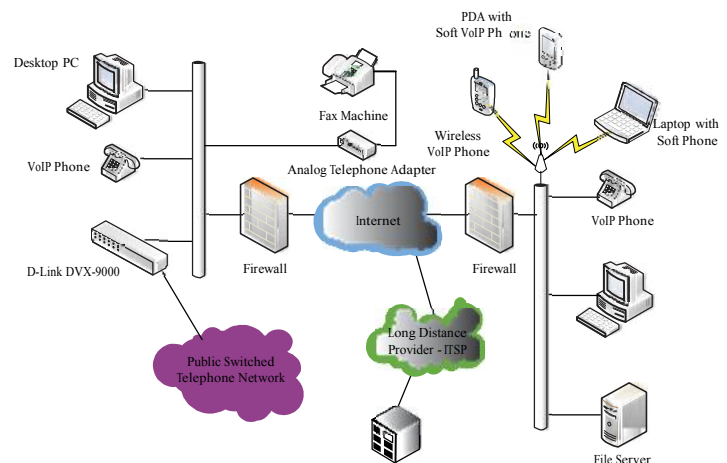 PDA with
Soft VoIP Phone
Desktop PC
Fax Machine
Wireless
VoIP Phone
Laptop with
Soft Phone
VoIP Phone
Analog Telephone Adapter
VoIP Phone
Internet
D-Link DVX-9000
Firewall
Firewall
Long Distance
Provider - ITSP
Public Switched
Telephone Network
File Server